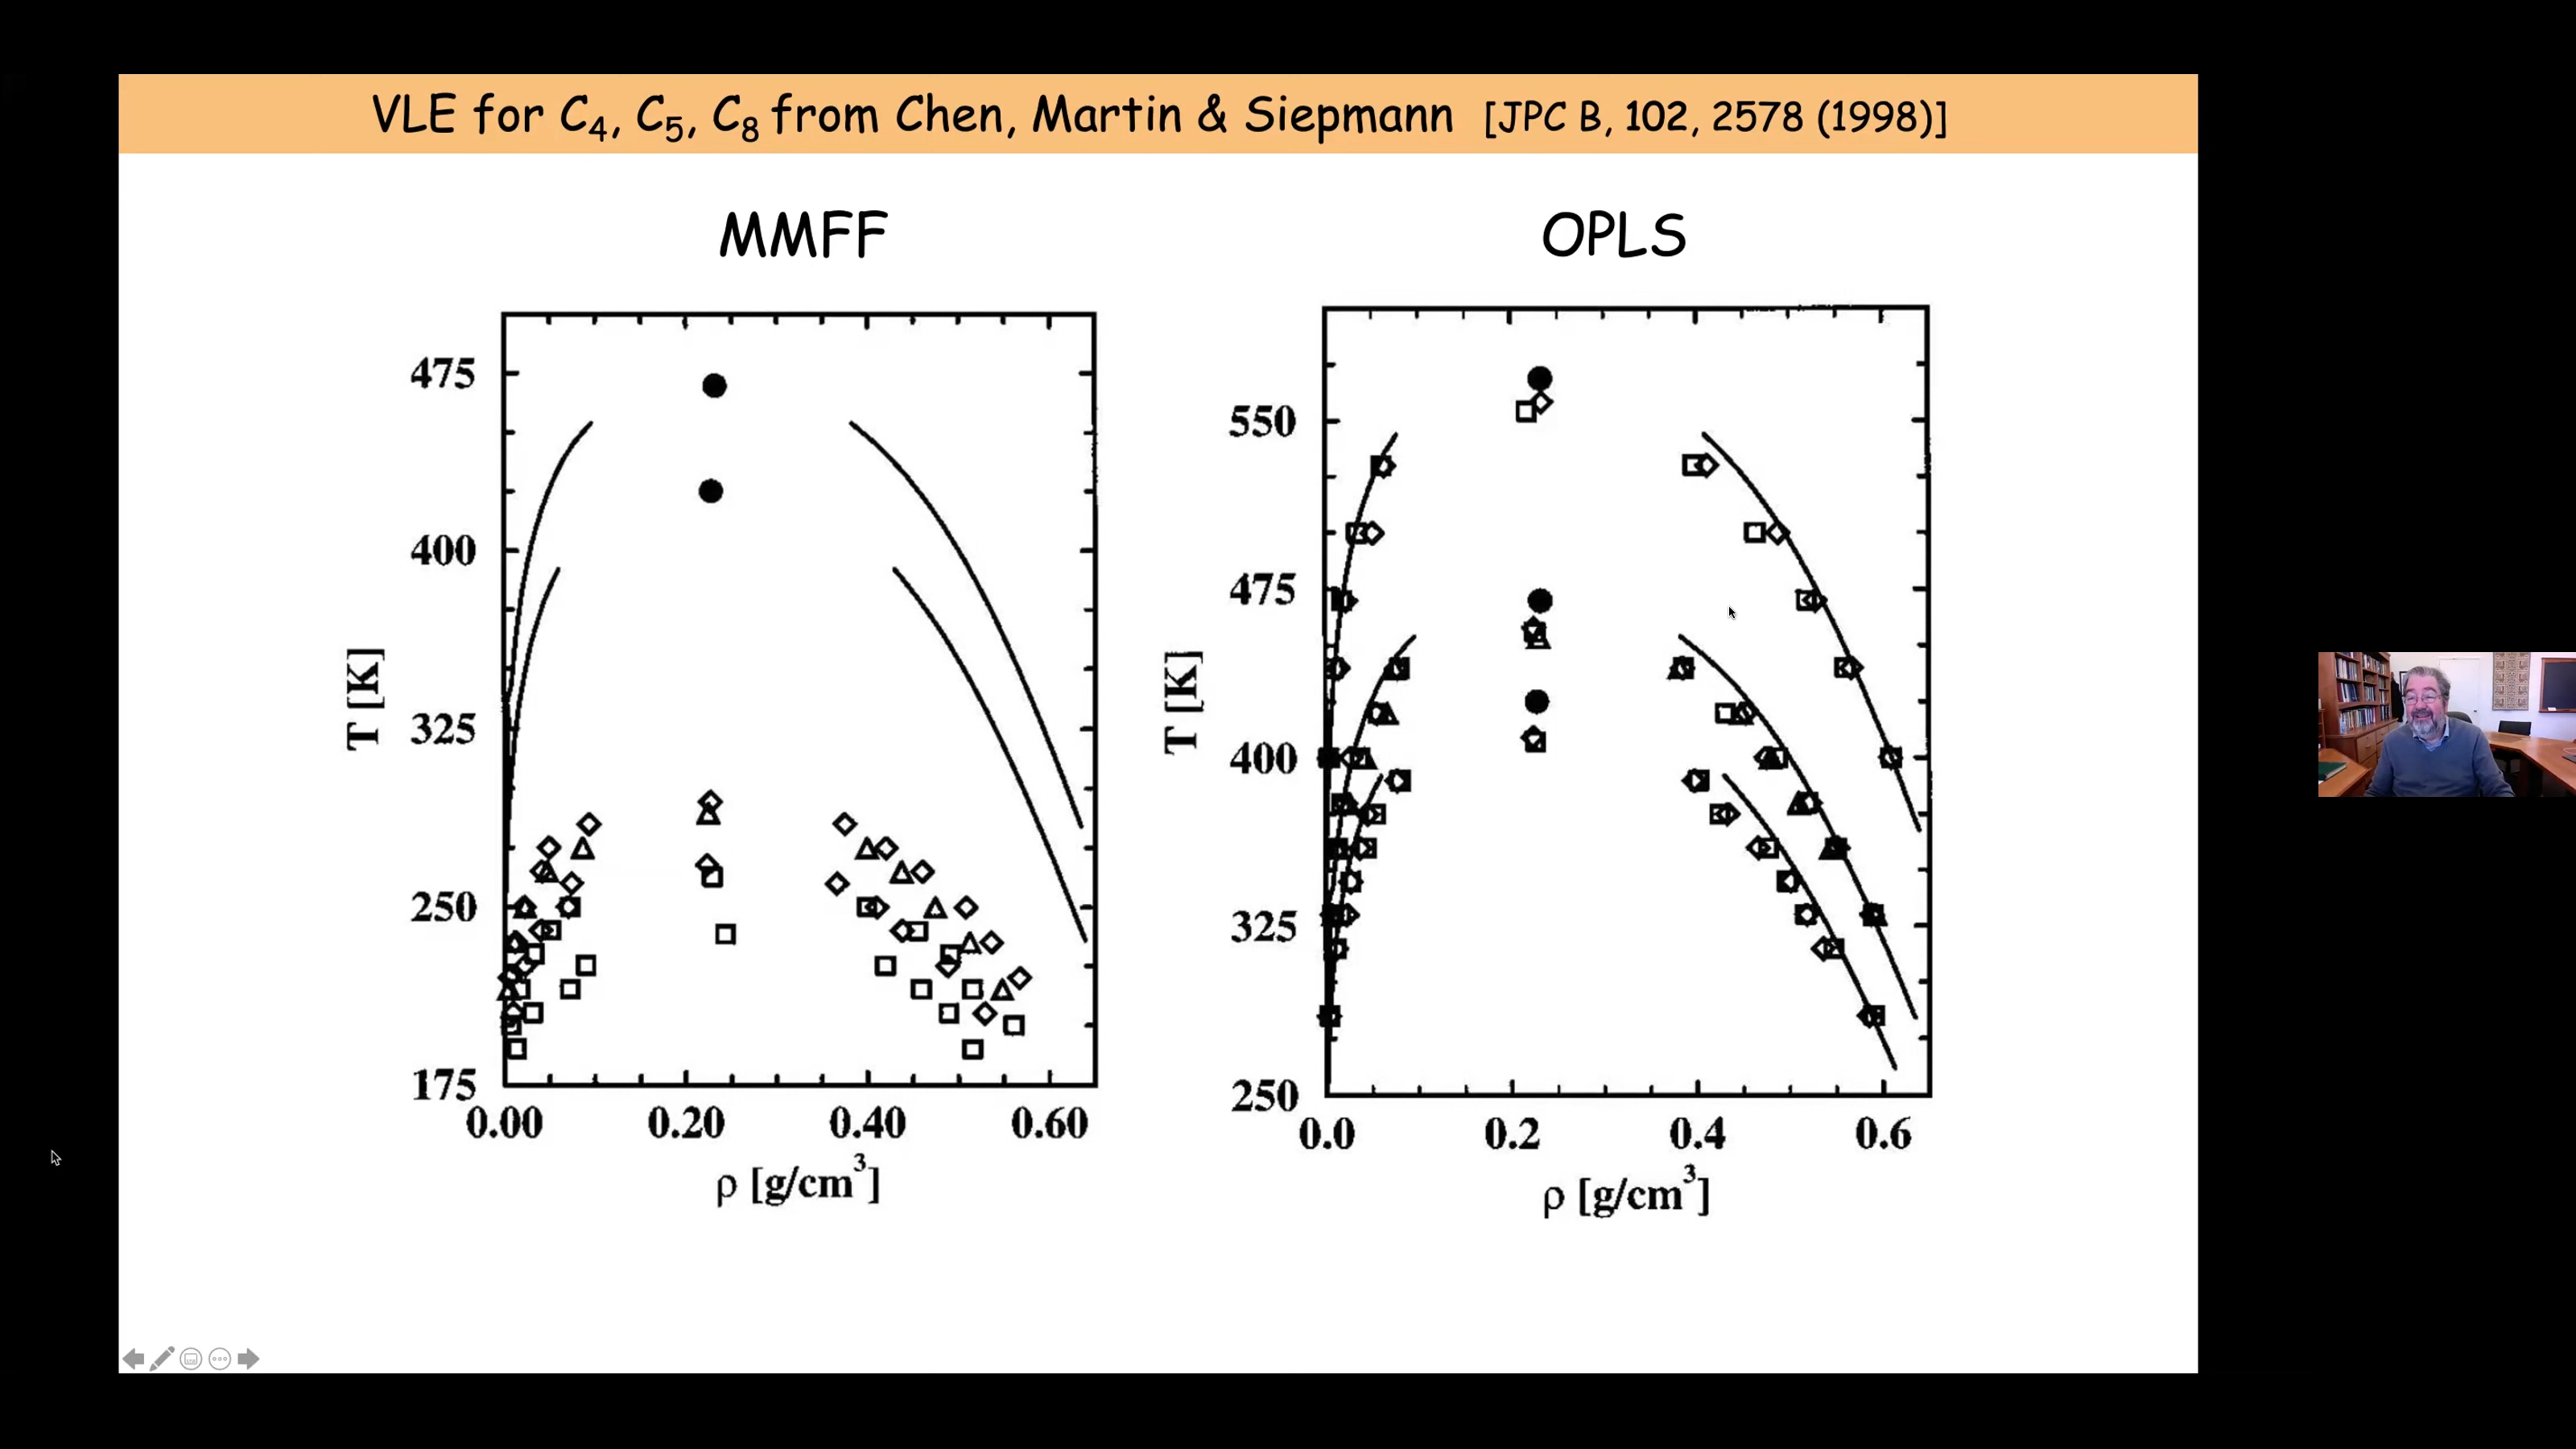 VLE for C₄, C₅, C₈ from Chen, Martin & Siepmann [JPC B, 102, 2578 (1998)]
MMFF
OPLS
475
400
325
250
175
T [K]
0.00 0.20 0.40 0.60
ρ [g/cm³]
550
475
400
325
250
T [K]
0.0 0.2 0.4 0.6
ρ [g/cm³]